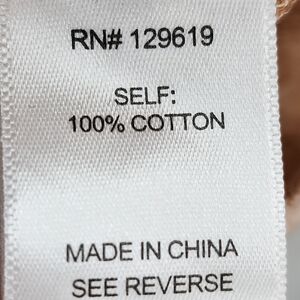 RN# 129619
SELF:
100% COTTON
MADE IN CHINA
SEE REVERSE